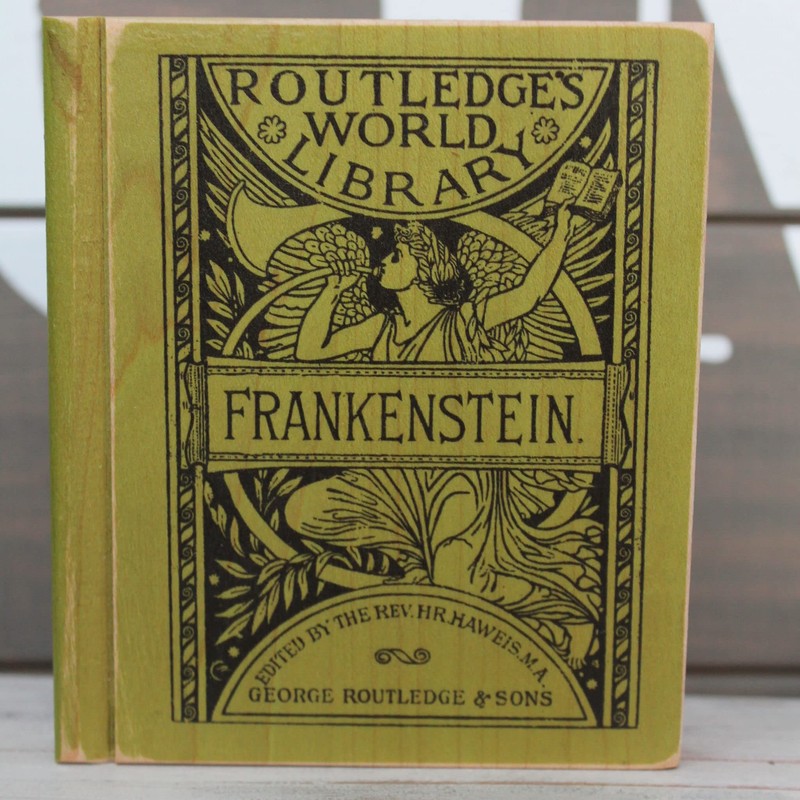 ROUTLEDGE'S
WORLD
LIBRARY
FRANKENSTEIN.
EDITED BY THE REV. H.R. HAWEIS. M.A.
GEORGE ROUTLEDGE & SONS